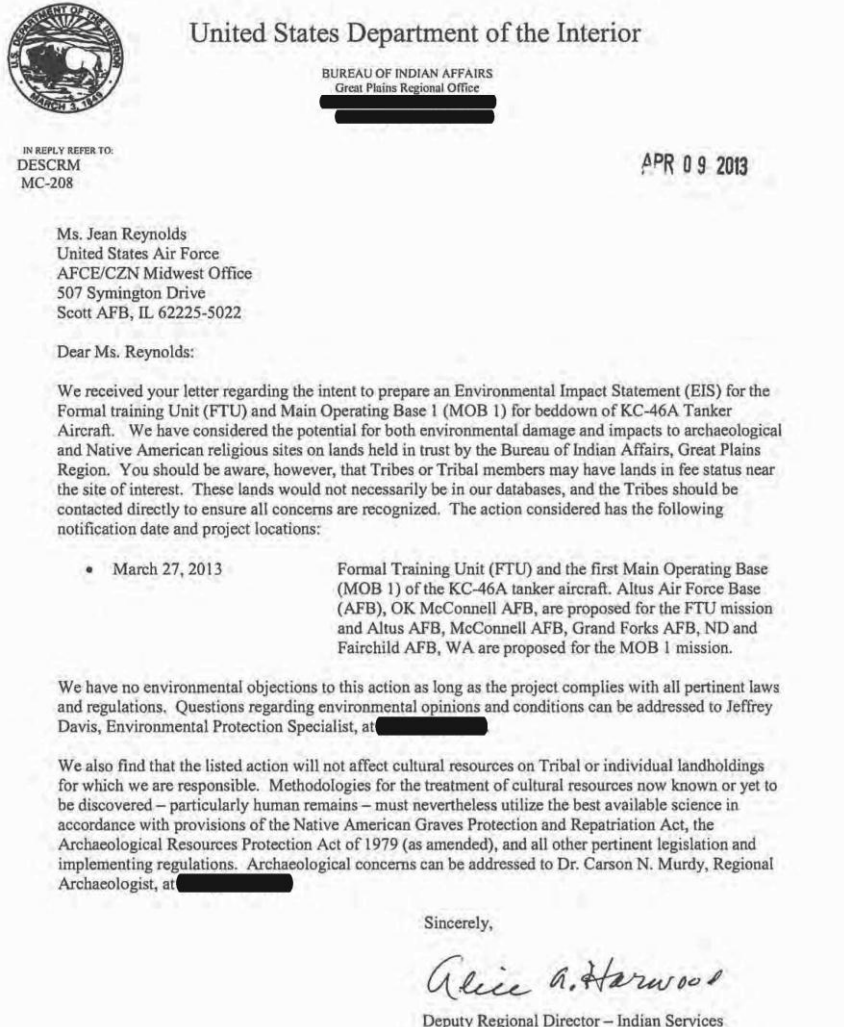 U.S. DEPARTMENT OF THE INTERIOR
MARCH 3, 1849
United States Department of the Interior
BUREAU OF INDIAN AFFAIRS
Great Plains Regional Office
IN REPLY REFER TO:
DESCRM
MC-208
APR 09 2013
Ms. Jean Reynolds
United States Air Force
AFCE/CZN Midwest Office
507 Symington Drive
Scott AFB, IL 62225-5022
Dear Ms. Reynolds:
We received your letter regarding the intent to prepare an Environmental Impact Statement (EIS) for the
Formal training Unit (FTU) and Main Operating Base 1 (MOB 1) for beddown of KC-46A Tanker
Aircraft. We have considered the potential for both environmental damage and impacts to archaeological
and Native American religious sites on lands held in trust by the Bureau of Indian Affairs, Great Plains
Region. You should be aware, however, that Tribes or Tribal members may have lands in fee status near
the site of interest. These lands would not necessarily be in our databases, and the Tribes should be
contacted directly to ensure all concerns are recognized. The action considered has the following
notification date and project locations:
• March 27, 2013
Formal Training Unit (FTU) and the first Main Operating Base
(MOB 1) of the KC-46A tanker aircraft. Altus Air Force Base
(AFB), OK McConnell AFB, are proposed for the FTU mission
and Altus AFB, McConnell AFB, Grand Forks AFB, ND and
Fairchild AFB, WA are proposed for the MOB 1 mission.
We have no environmental objections to this action as long as the project complies with all pertinent laws
and regulations. Questions regarding environmental opinions and conditions can be addressed to Jeffrey
Davis, Environmental Protection Specialist, at
We also find that the listed action will not affect cultural resources on Tribal or individual landholdings
for which we are responsible. Methodologies for the treatment of cultural resources now known or yet to
be discovered – particularly human remains – must nevertheless utilize the best available science in
accordance with provisions of the Native American Graves Protection and Repatriation Act, the
Archaeological Resources Protection Act of 1979 (as amended), and all other pertinent legislation and
implementing regulations. Archaeological concerns can be addressed to Dr. Carson N. Murdy, Regional
Archaeologist, at
Sincerely,
Alice A. Harwood
Deputy Regional Director – Indian Services